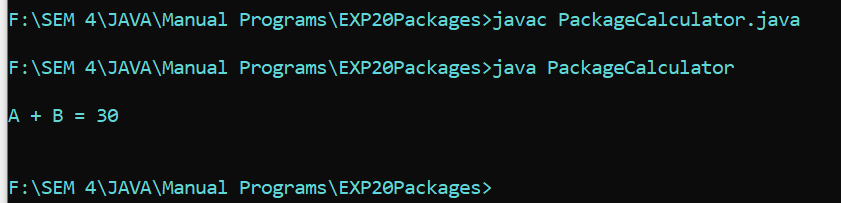 F:\SEM 4\JAVA\Manual Programs\EXP20Packages>javac PackageCalculator.java
F:\SEM 4\JAVA\Manual Programs\EXP20Packages>java PackageCalculator
A + B = 30
F:\SEM 4\JAVA\Manual Programs\EXP20Packages>